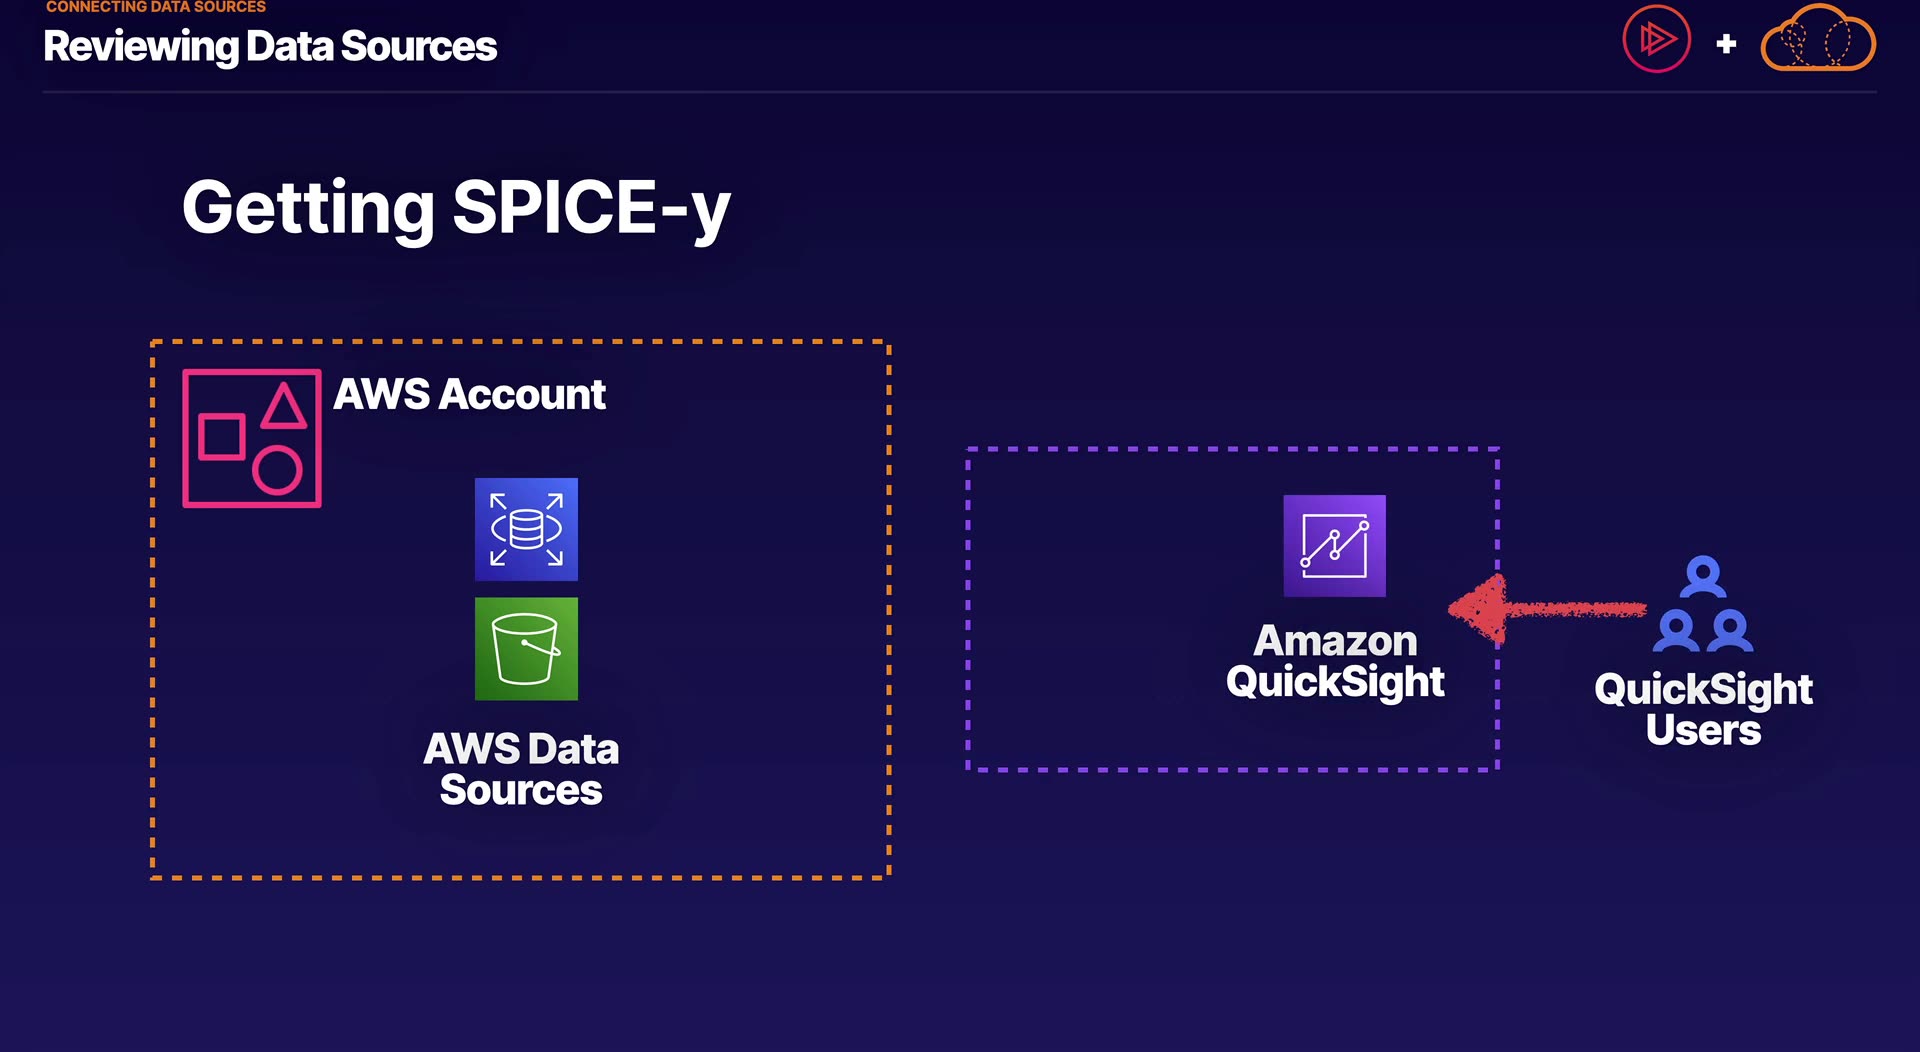 CONNECTING DATA SOURCES
Reviewing Data Sources
Getting SPICE-y
AWS Account
AWS Data
Sources
Amazon
QuickSight
QuickSight
Users